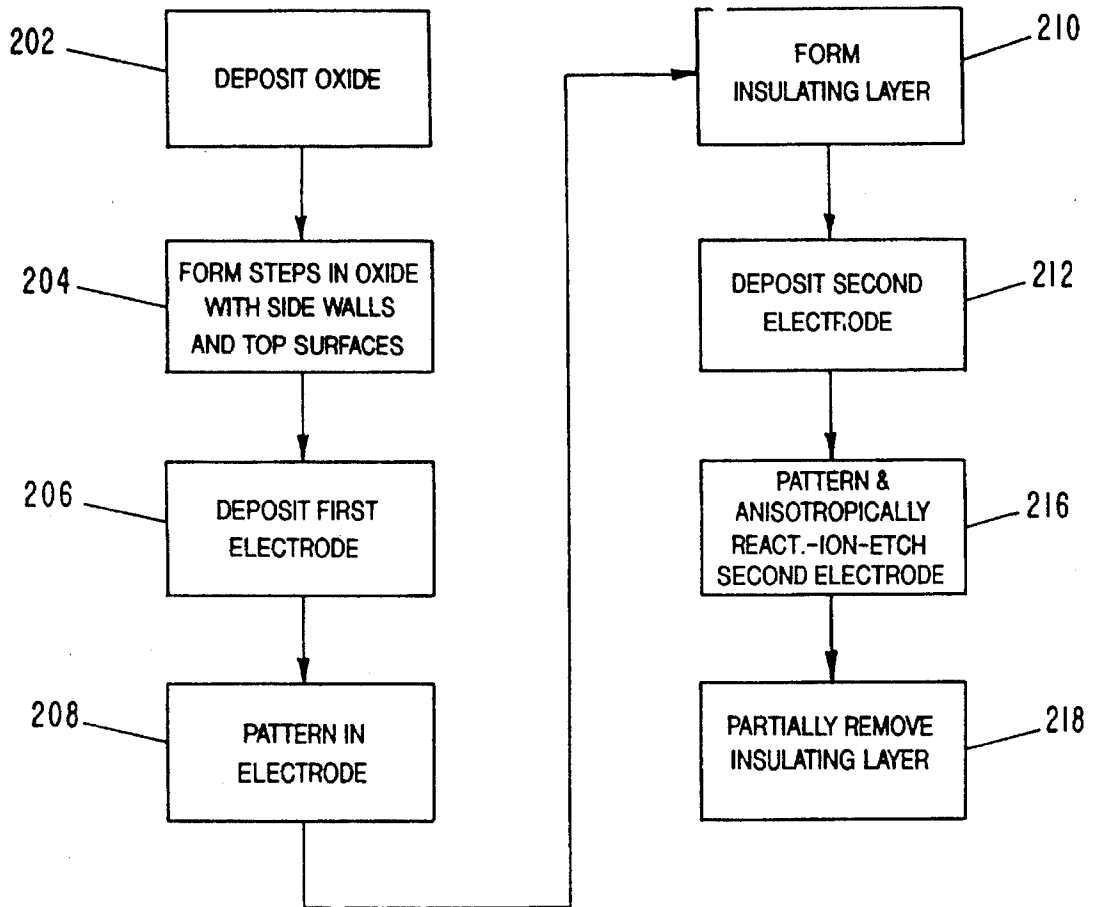 202
DEPOSIT OXIDE
204
FORM STEPS IN OXIDE
WITH SIDE WALLS
AND TOP SURFACES
206
DEPOSIT FIRST
ELECTRODE
208
PATTERN IN
ELECTRODE
210
FORM
INSULATING LAYER
212
DEPOSIT SECOND
ELECTRODE
216
PATTERN &
ANISOTROPICALLY
REACT.-ION-ETCH
SECOND ELECTRODE
218
PARTIALLY REMOVE
INSULATING LAYER